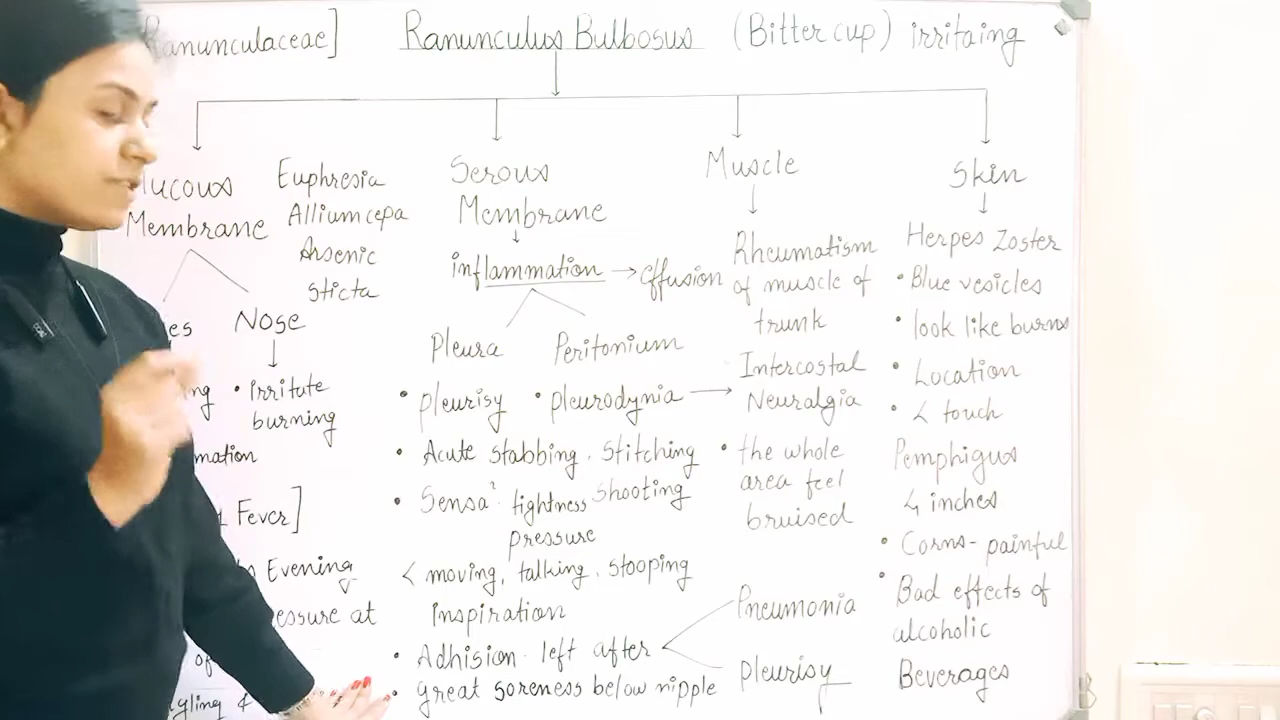 Ranunculaceae] Ranunculus Bulbosus (Bitter cup) irritaing
Mucous
Membrane
Euphresia
Allium cepa
Arsenic
Sticta
Nose
• Irritate
burning
Fever]
Evening
at
Serous
Membrane
inflammation → Effusion
Pleura
Peritonium
• pleurisy
• pleurodynia →
• Acute stabbing, Stitching
• Sensaⁿ. tightness Shooting
pressure
< moving, talking, stooping
Inspiration
• Adhision left after
Pneumonia
Pleurisy
• Great soreness below nipple
Muscle
Rheumatism
of muscle of
trunk
Intercostal
Neuralgia
• the whole
area feel
bruised
Skin
Herpes Zoster
• Blue vesicles
• look like burns
• Location
• < touch
Pemphigus
4 inches
• Corns - painful
• Bad effects of
alcoholic
Beverages